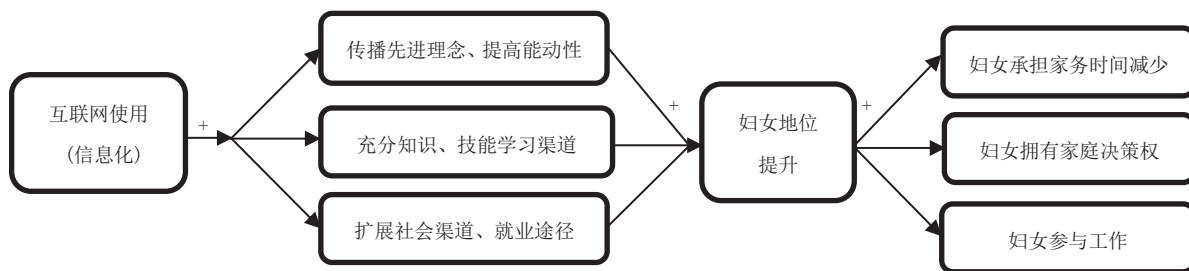 互联网使用
(信息化)
+
传播先进理念、提高能动性
充分知识、技能学习渠道
扩展社会渠道、就业途径
+
妇女地位
提升
+
妇女承担家务时间减少
妇女拥有家庭决策权
妇女参与工作